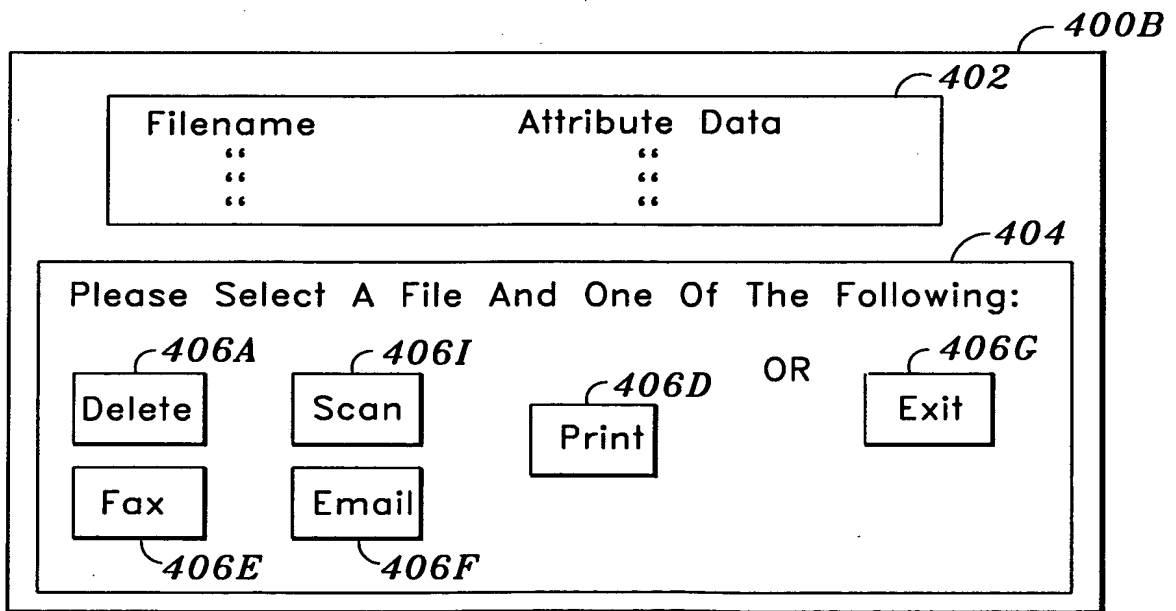 400B
402
Filename Attribute Data
“ “
“ “
“ “
404
Please Select A File And One Of The Following:
406A 406I 406D OR 406G
Delete Scan Print Exit
Fax Email
406E 406F